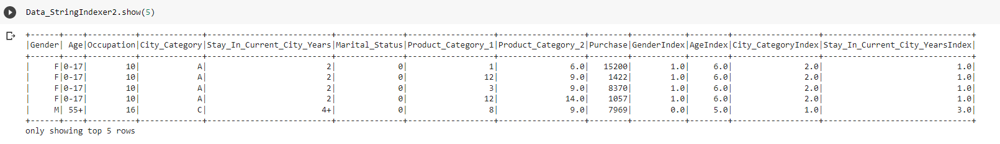 Data_StringIndexer2.show(5)
+------+----+----------+-------------+--------------------------+--------------+------------------+------------------+--------+-----------+--------+------------------+-------------------------------+
|Gender| Age|Occupation|City_Category|Stay_In_Current_City_Years|Marital_Status|Product_Category_1|Product_Category_2|Purchase|GenderIndex|AgeIndex|City_CategoryIndex|Stay_In_Current_City_YearsIndex|
+------+----+----------+-------------+--------------------------+--------------+------------------+------------------+--------+-----------+--------+------------------+-------------------------------+
|     F|0-17|        10|            A|                         2|             0|                 1|               6.0|   15200|        1.0|     6.0|               2.0|                            1.0|
|     F|0-17|        10|            A|                         2|             0|                12|               9.0|    1422|        1.0|     6.0|               2.0|                            1.0|
|     F|0-17|        10|            A|                         2|             0|                 3|               9.0|    8370|        1.0|     6.0|               2.0|                            1.0|
|     F|0-17|        10|            A|                         2|             0|                12|              14.0|    1057|        1.0|     6.0|               2.0|                            1.0|
|     M| 55+|        16|            C|                        4+|             0|                 8|               9.0|    7969|        0.0|     5.0|               1.0|                            3.0|
+------+----+----------+-------------+--------------------------+--------------+------------------+------------------+--------+-----------+--------+------------------+-------------------------------+
only showing top 5 rows